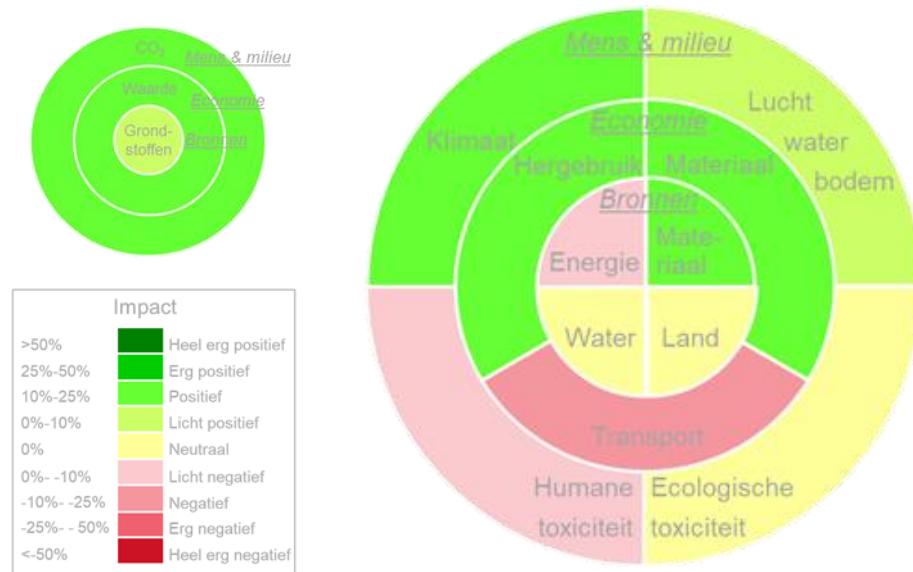 CO₂
Mens & milieu
Waarde
Economie
Grond-
stoffen
Bronnen
Impact
>50% Heel erg positief
25%-50% Erg positief
10%-25% Positief
0%-10% Licht positief
0% Neutraal
0%- -10% Licht negatief
-10%- -25% Negatief
-25%- - 50% Erg negatief
<-50% Heel erg negatief
Mens & milieu
Klimaat
Lucht
water
bodem
Economie
Hergebruik
Materiaal
Bronnen
Energie
Mate-
riaal
Water
Land
Transport
Humane
toxiciteit
Ecologische
toxiciteit